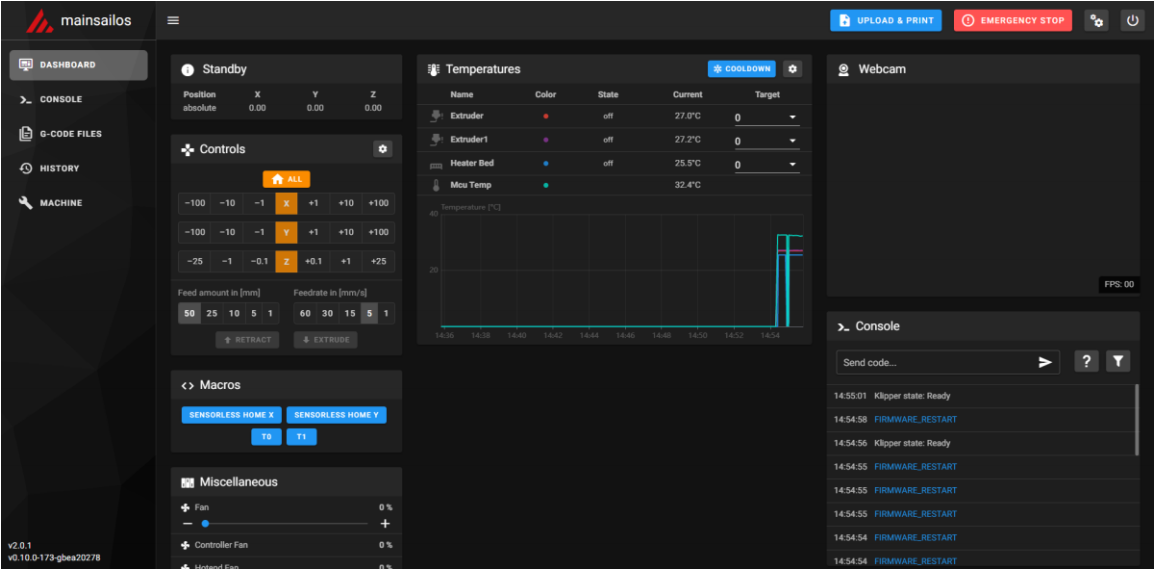 mainsailos
UPLOAD & PRINT
EMERGENCY STOP
DASHBOARD
CONSOLE
G-CODE FILES
HISTORY
MACHINE
v2.0.1
v0.10.0-173-gbea20278
Standby
Position X Y Z
absolute 0.00 0.00 0.00
Controls
ALL
-100 -10 -1 X +1 +10 +100
-100 -10 -1 Y +1 +10 +100
-25 -1 -0.1 Z +0.1 +1 +25
Feed amount in [mm] Feedrate in [mm/s]
50 25 10 5 1 60 30 15 5 1
RETRACT EXTRUDE
Macros
SENSORLESS HOME X SENSORLESS HOME Y
T0 T1
Miscellaneous
Fan 0 %
Controller Fan 0 %
Hotend Fan 0 %
Temperatures COOLDOWN
Name Color State Current Target
Extruder off 27.0°C 0
Extruder1 off 27.2°C 0
Heater Bed off 25.5°C 0
Mcu Temp 32.4°C
Temperature [°C]
40
20
14:36 14:38 14:40 14:42 14:44 14:46 14:48 14:50 14:52 14:54
Webcam
FPS: 00
Console
Send code...
?
14:55:01 Klipper state: Ready
14:54:58 FIRMWARE_RESTART
14:54:56 Klipper state: Ready
14:54:55 FIRMWARE_RESTART
14:54:55 FIRMWARE_RESTART
14:54:55 FIRMWARE_RESTART
14:54:54 FIRMWARE_RESTART
14:54:54 FIRMWARE_RESTART